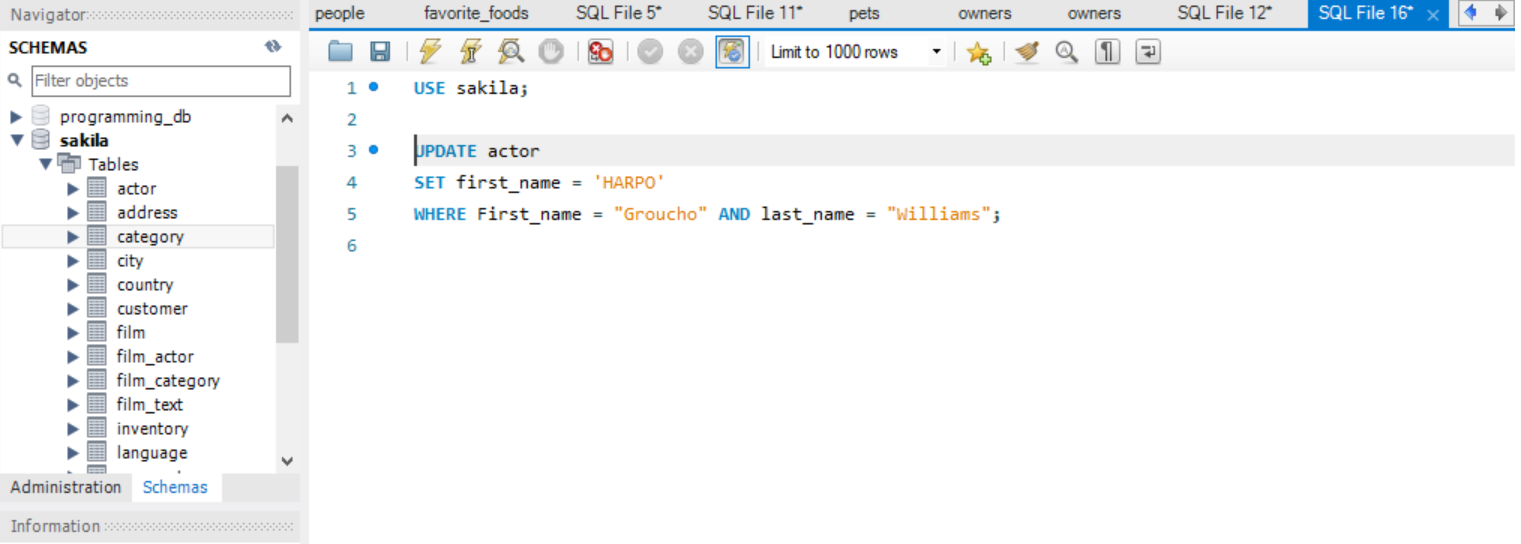 Navigator
people favorite_foods SQL File 5* SQL File 11* pets owners owners SQL File 12* SQL File 16*
SCHEMAS
Limit to 1000 rows
Filter objects
programming_db
sakila
Tables
actor
address
category
city
country
customer
film
film_actor
film_category
film_text
inventory
language
Administration Schemas
Information
1 USE sakila;
2
3 UPDATE actor
4 SET first_name = 'HARPO'
5 WHERE First_name = "Groucho" AND last_name = "Williams";
6